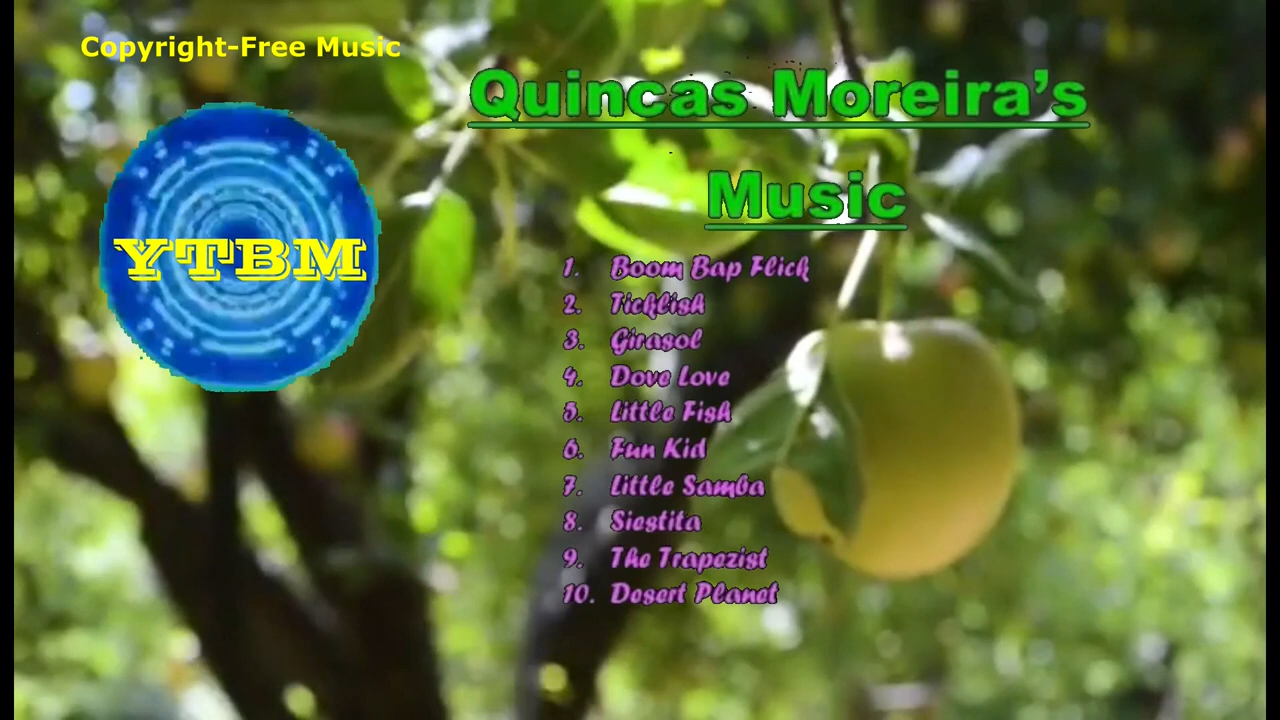 Copyright-Free Music
Quincas Moreira’s
Music
YTBM
1. Boom Bap Flick
2. Ticklish
3. Girasol
4. Dove Love
5. Little Fish
6. Fun Kid
7. Little Samba
8. Siestita
9. The Trapezist
10. Desert Planet